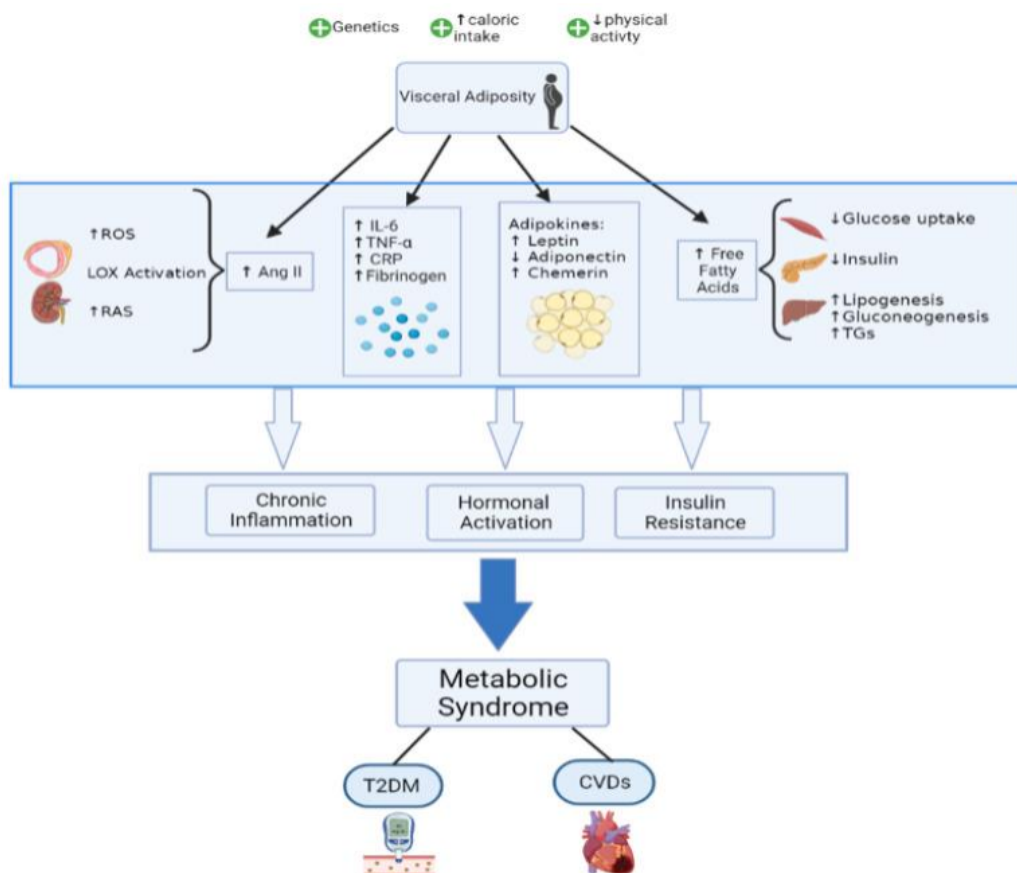 Genetics
↑caloric
intake
↓physical
activty
Visceral Adiposity
↑ROS
LOX Activation
↑RAS
↑ Ang II
↑ IL-6
↑TNF-α
↑ CRP
↑Fibrinogen
Adipokines:
↑ Leptin
↓ Adiponectin
↑ Chemerin
↑ Free
Fatty
Acids
↓Glucose uptake
↓Insulin
↑Lipogenesis
↑Gluconeogenesis
↑TGs
Chronic
Inflammation
Hormonal
Activation
Insulin
Resistance
Metabolic
Syndrome
T2DM
CVDs